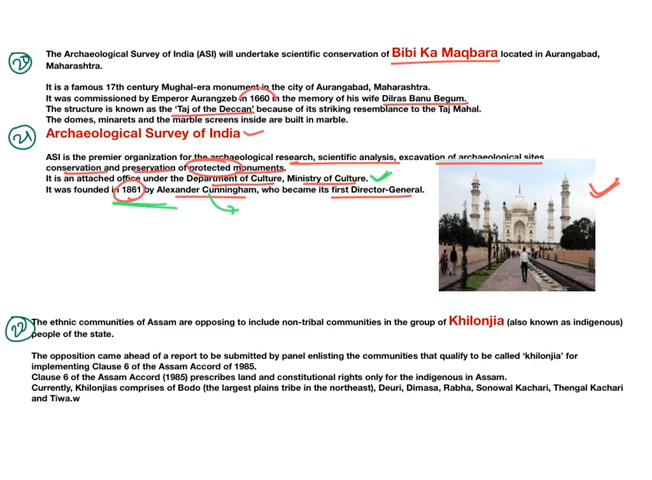 20
The Archaeological Survey of India (ASI) will undertake scientific conservation of Bibi Ka Maqbara located in Aurangabad,
Maharashtra.
It is a famous 17th century Mughal-era monument in the city of Aurangabad, Maharashtra.
It was commissioned by Emperor Aurangzeb in 1660 in the memory of his wife Dilras Banu Begum.
The structure is known as the ‘Taj of the Deccan’ because of its striking resemblance to the Taj Mahal.
The domes, minarets and the marble screens inside are built in marble.
21
Archaeological Survey of India
ASI is the premier organization for the archaeological research, scientific analysis, excavation of archaeological sites
conservation and preservation of protected monuments.
It is an attached office under the Department of Culture, Ministry of Culture.
It was founded in 1861 by Alexander Cunningham, who became its first Director-General.
22
The ethnic communities of Assam are opposing to include non-tribal communities in the group of Khilonjia (also known as indigenous)
people of the state.
The opposition came ahead of a report to be submitted by panel enlisting the communities that qualify to be called ‘khilonjia’ for
implementing Clause 6 of the Assam Accord of 1985.
Clause 6 of the Assam Accord (1985) prescribes land and constitutional rights only for the indigenous in Assam.
Currently, Khilonjias comprises of Bodo (the largest plains tribe in the northeast), Deuri, Dimasa, Rabha, Sonowal Kachari, Thengal Kachari
and Tiwa.w